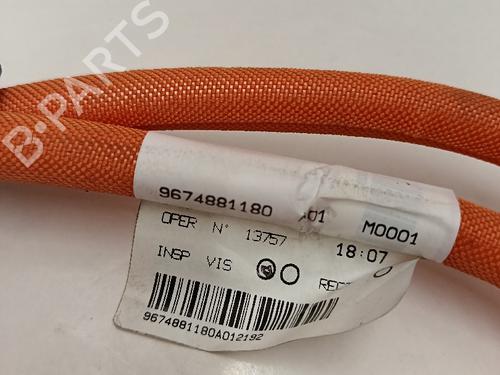 B-PARTS
9674881180 A01 M0001
OPER N° 13757 18:07
INSP VIS
9674881180A012192